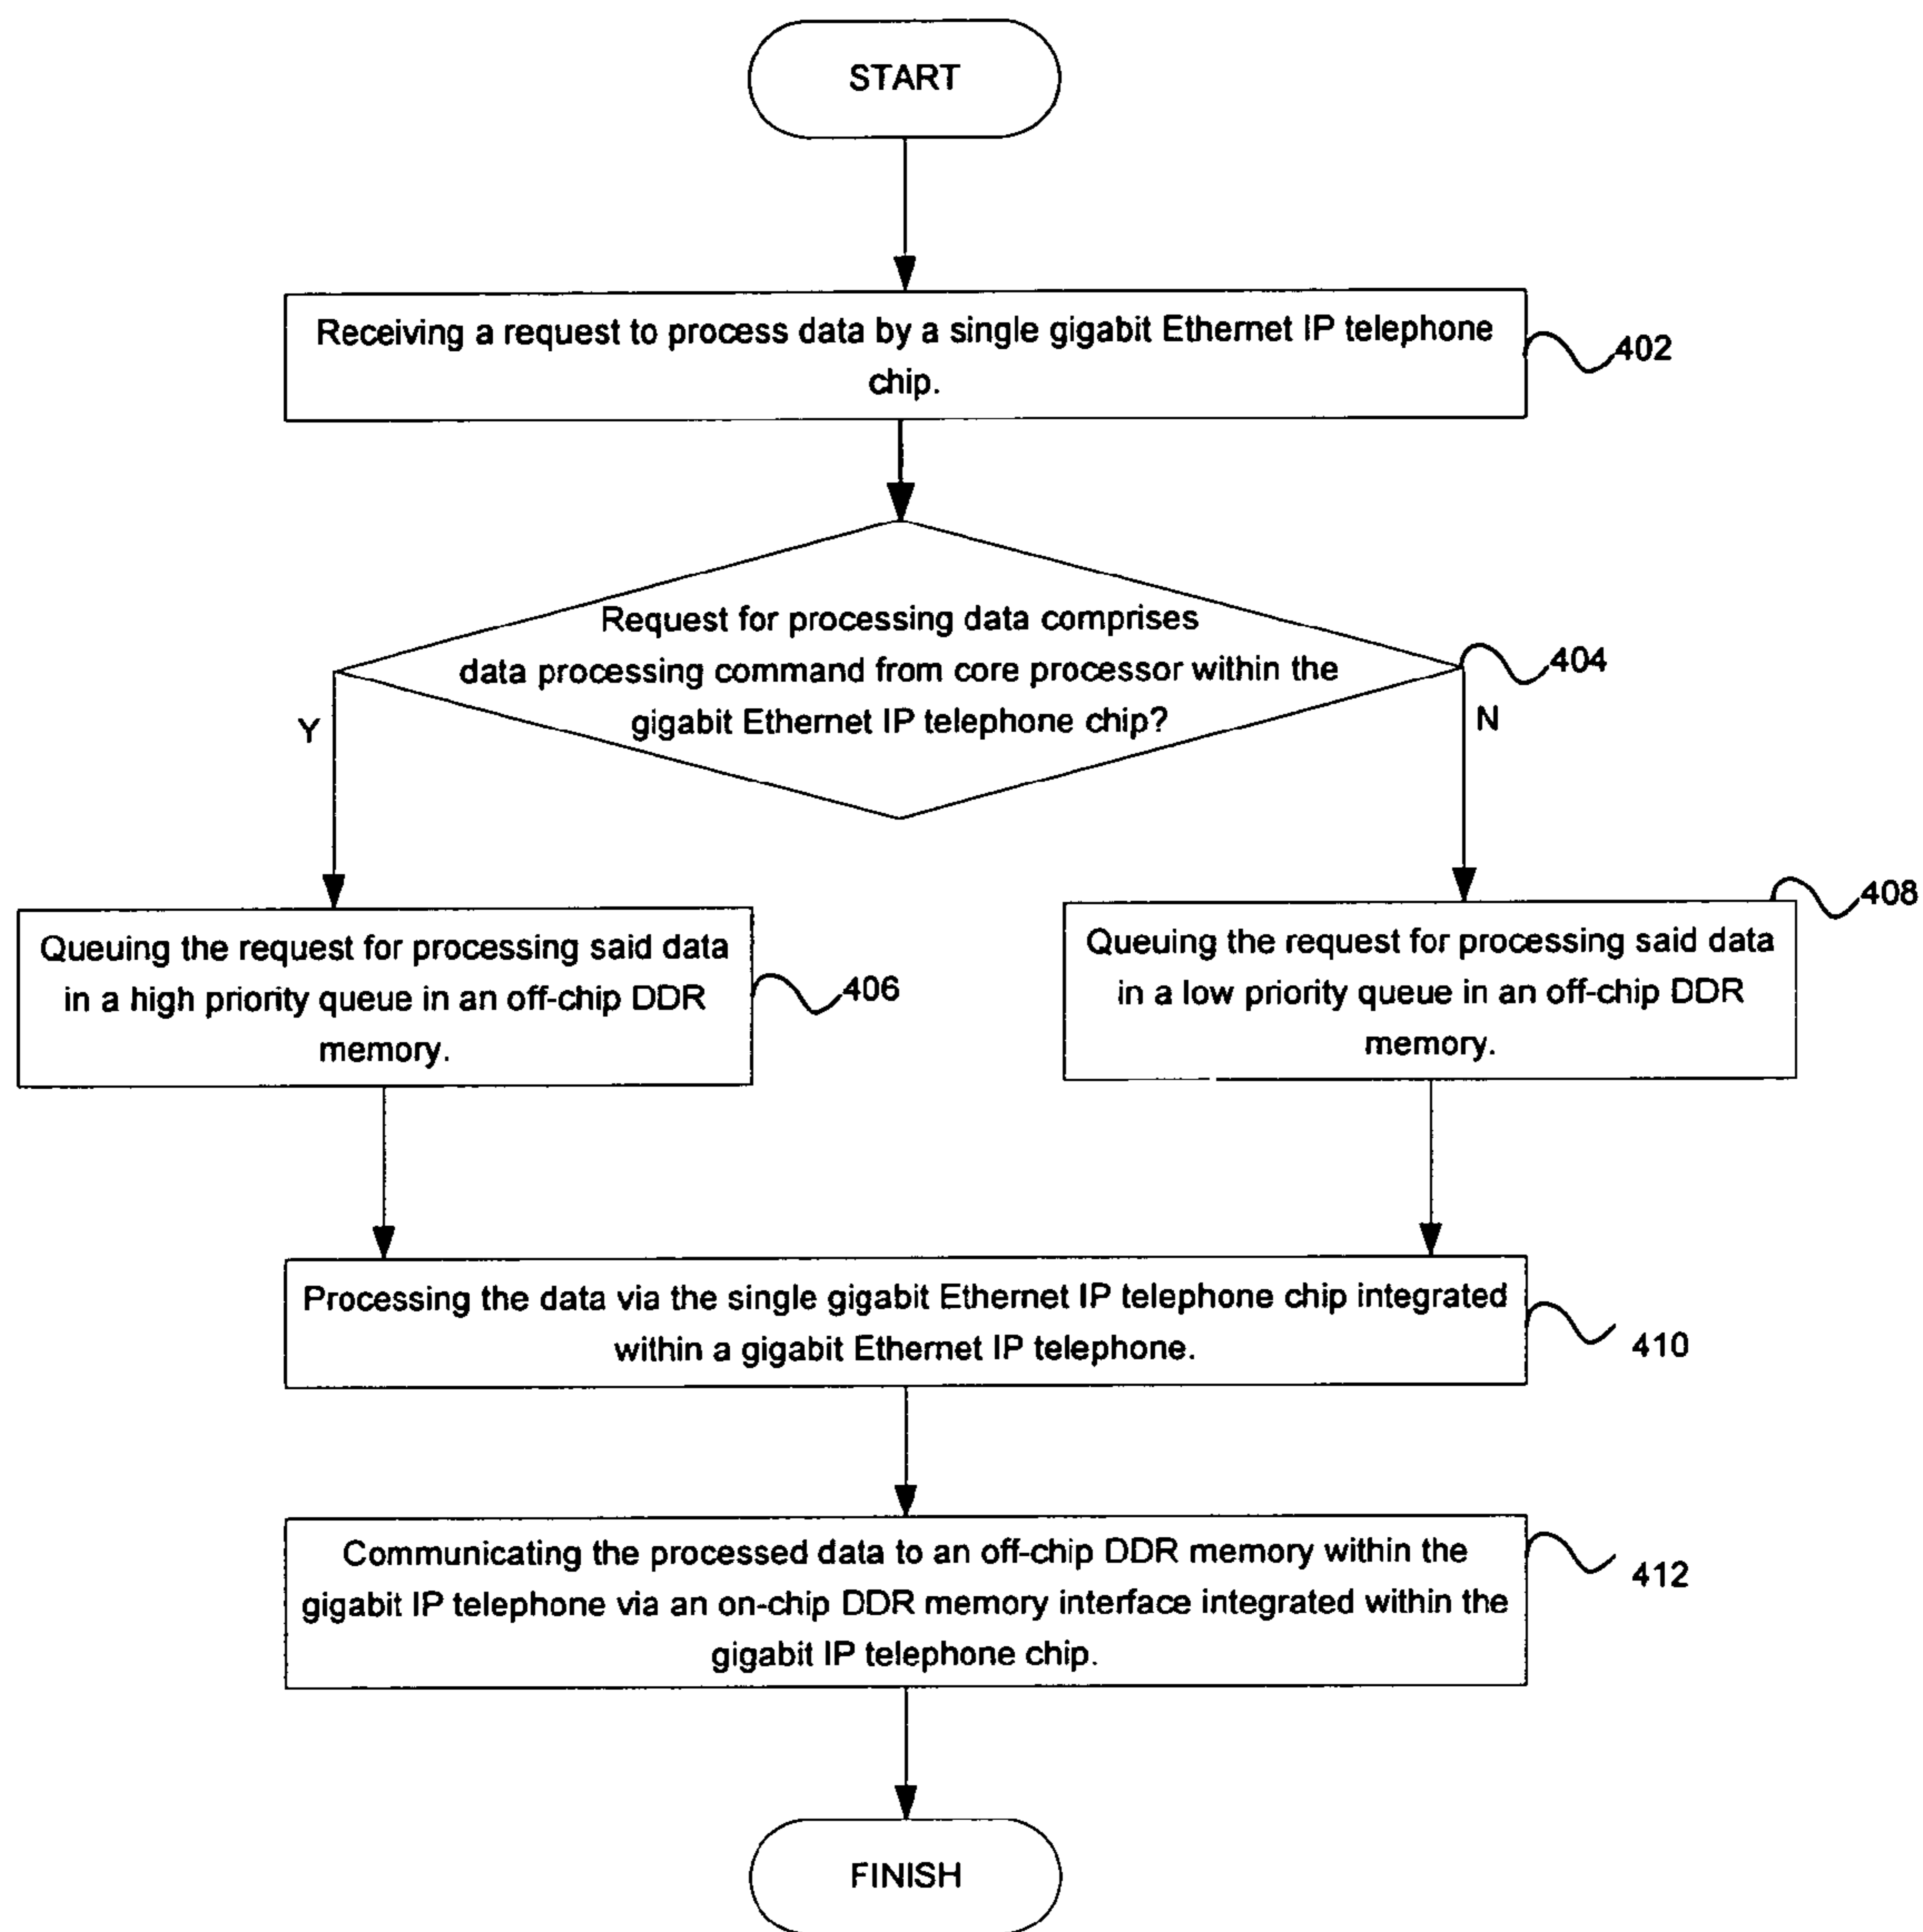 START
Receiving a request to process data by a single gigabit Ethernet IP telephone
chip.
402
Request for processing data comprises
data processing command from core processor within the
gigabit Ethernet IP telephone chip?
404
Y
N
Queuing the request for processing said data
in a high priority queue in an off-chip DDR
memory.
406
Queuing the request for processing said data
in a low priority queue in an off-chip DDR
memory.
408
Processing the data via the single gigabit Ethernet IP telephone chip integrated
within a gigabit Ethernet IP telephone.
410
Communicating the processed data to an off-chip DDR memory within the
gigabit IP telephone via an on-chip DDR memory interface integrated within the
gigabit IP telephone chip.
412
FINISH